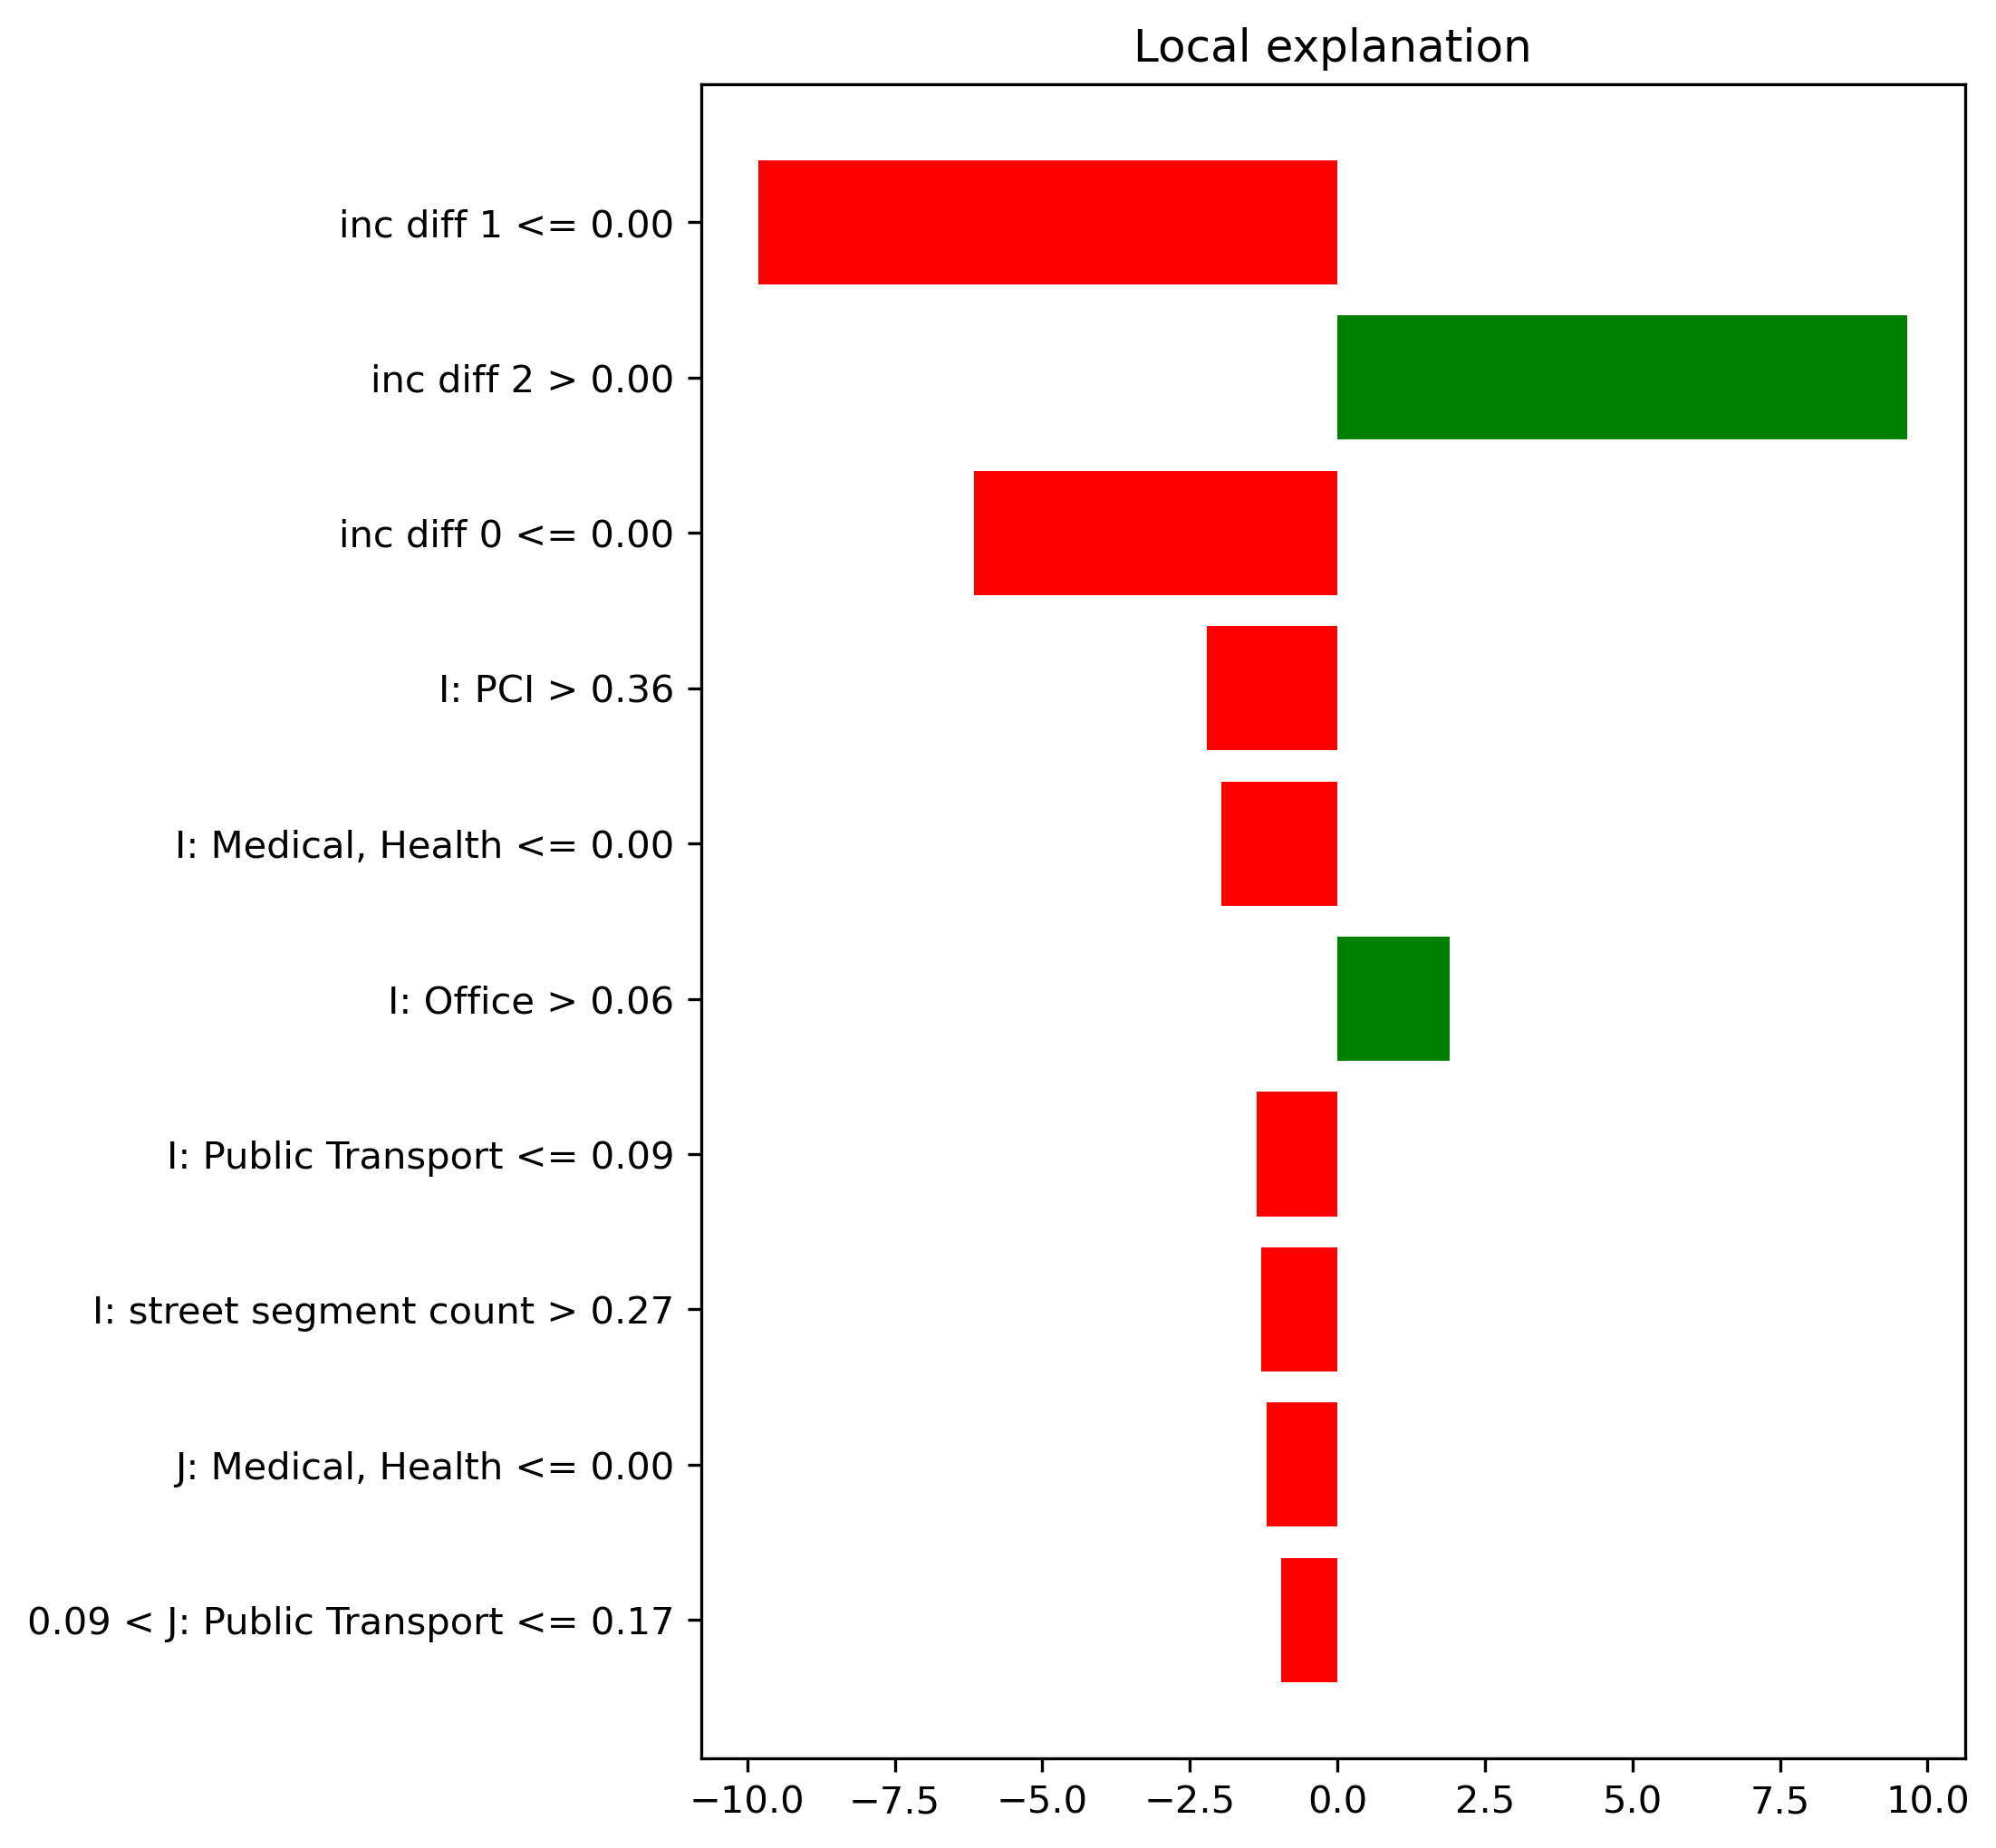 Local explanation
inc diff 1 <= 0.00
inc diff 2 > 0.00
inc diff 0 <= 0.00
I: PCI > 0.36
I: Medical, Health <= 0.00
I: Office > 0.06
I: Public Transport <= 0.09
I: street segment count > 0.27
J: Medical, Health <= 0.00
0.09 < J: Public Transport <= 0.17
−10.0 −7.5 −5.0 −2.5 0.0 2.5 5.0 7.5 10.0